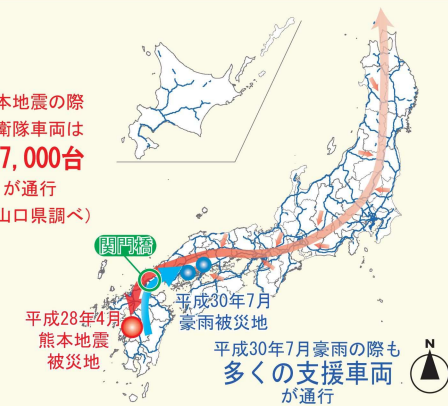 本地震の際
衛隊車両は
7,000台
が通行
山口県調べ)
関門橋
平成28年4月
熊本地震
被災地
平成30年7月
豪雨被災地
平成30年7月豪雨の際も
多くの支援車両
が通行
N